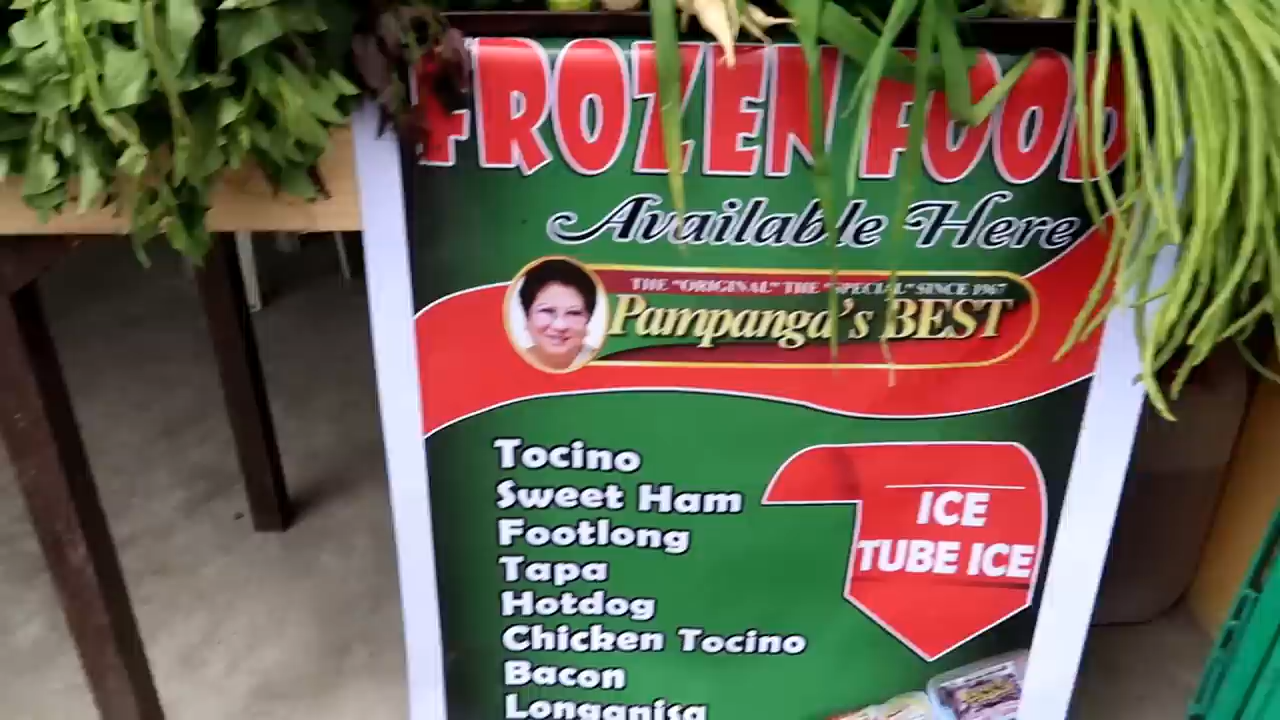 FROZEN FOOD
Available Here
THE "ORIGINAL" THE "SPECIAL" SINCE 1967
Pampanga's BEST
Tocino
Sweet Ham
Footlong
Tapa
Hotdog
Chicken Tocino
Bacon
Longanisa
ICE
TUBE ICE